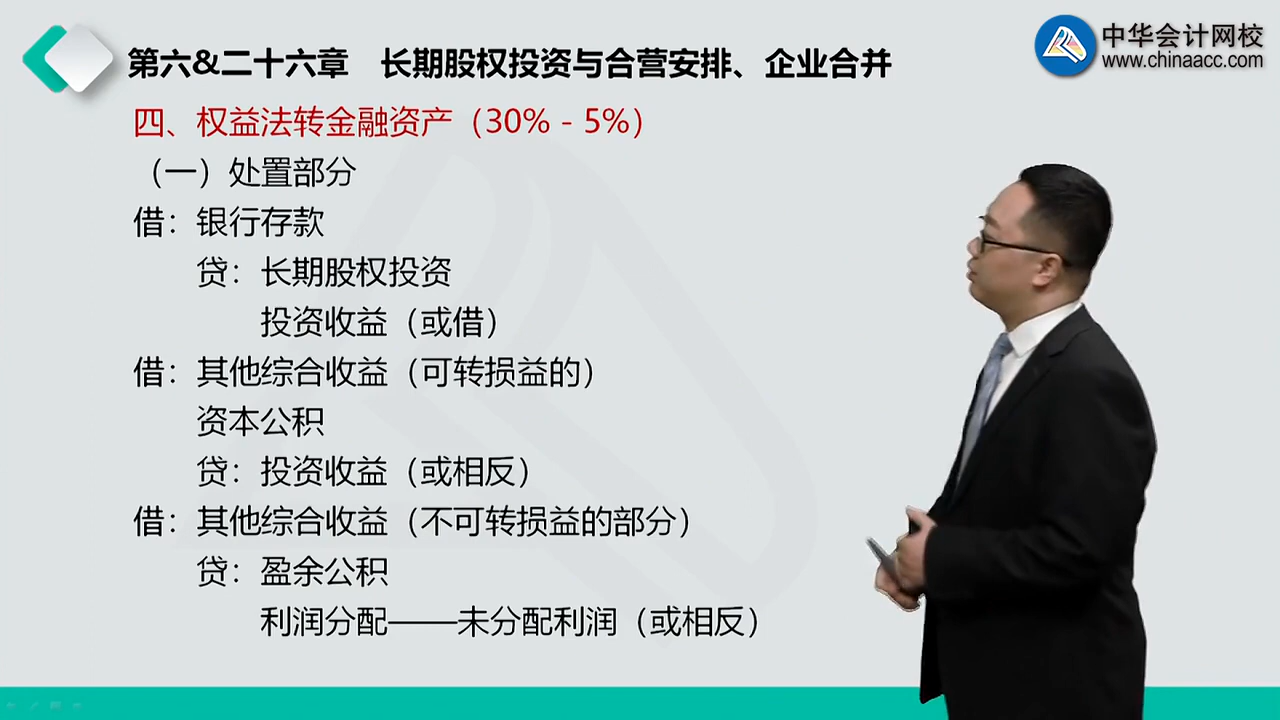 第六&二十六章 长期股权投资与合营安排、企业合并
中华会计网校
www.chinaacc.com
四、权益法转金融资产（30% - 5%）
（一）处置部分
借：银行存款
贷：长期股权投资
投资收益（或借）
借：其他综合收益（可转损益的）
资本公积
贷：投资收益（或相反）
借：其他综合收益（不可转损益的部分）
贷：盈余公积
利润分配——未分配利润（或相反）